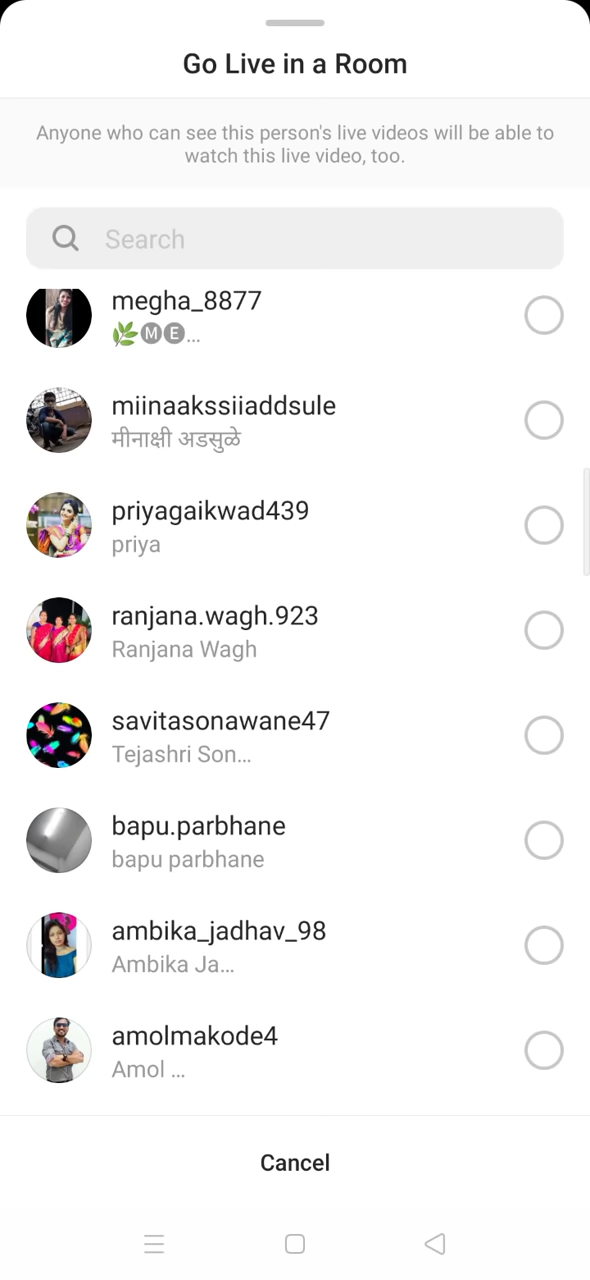 Go Live in a Room
Anyone who can see this person's live videos will be able to
watch this live video, too.
Search
megha_8877
🌿🅜🅔...
miinaakssiiaddsule
मीनाक्षी अडसुळे
priyagaikwad439
priya
ranjana.wagh.923
Ranjana Wagh
savitasonawane47
Tejashri Son...
bapu.parbhane
bapu parbhane
ambika_jadhav_98
Ambika Ja...
amolmakode4
Amol ...
Cancel